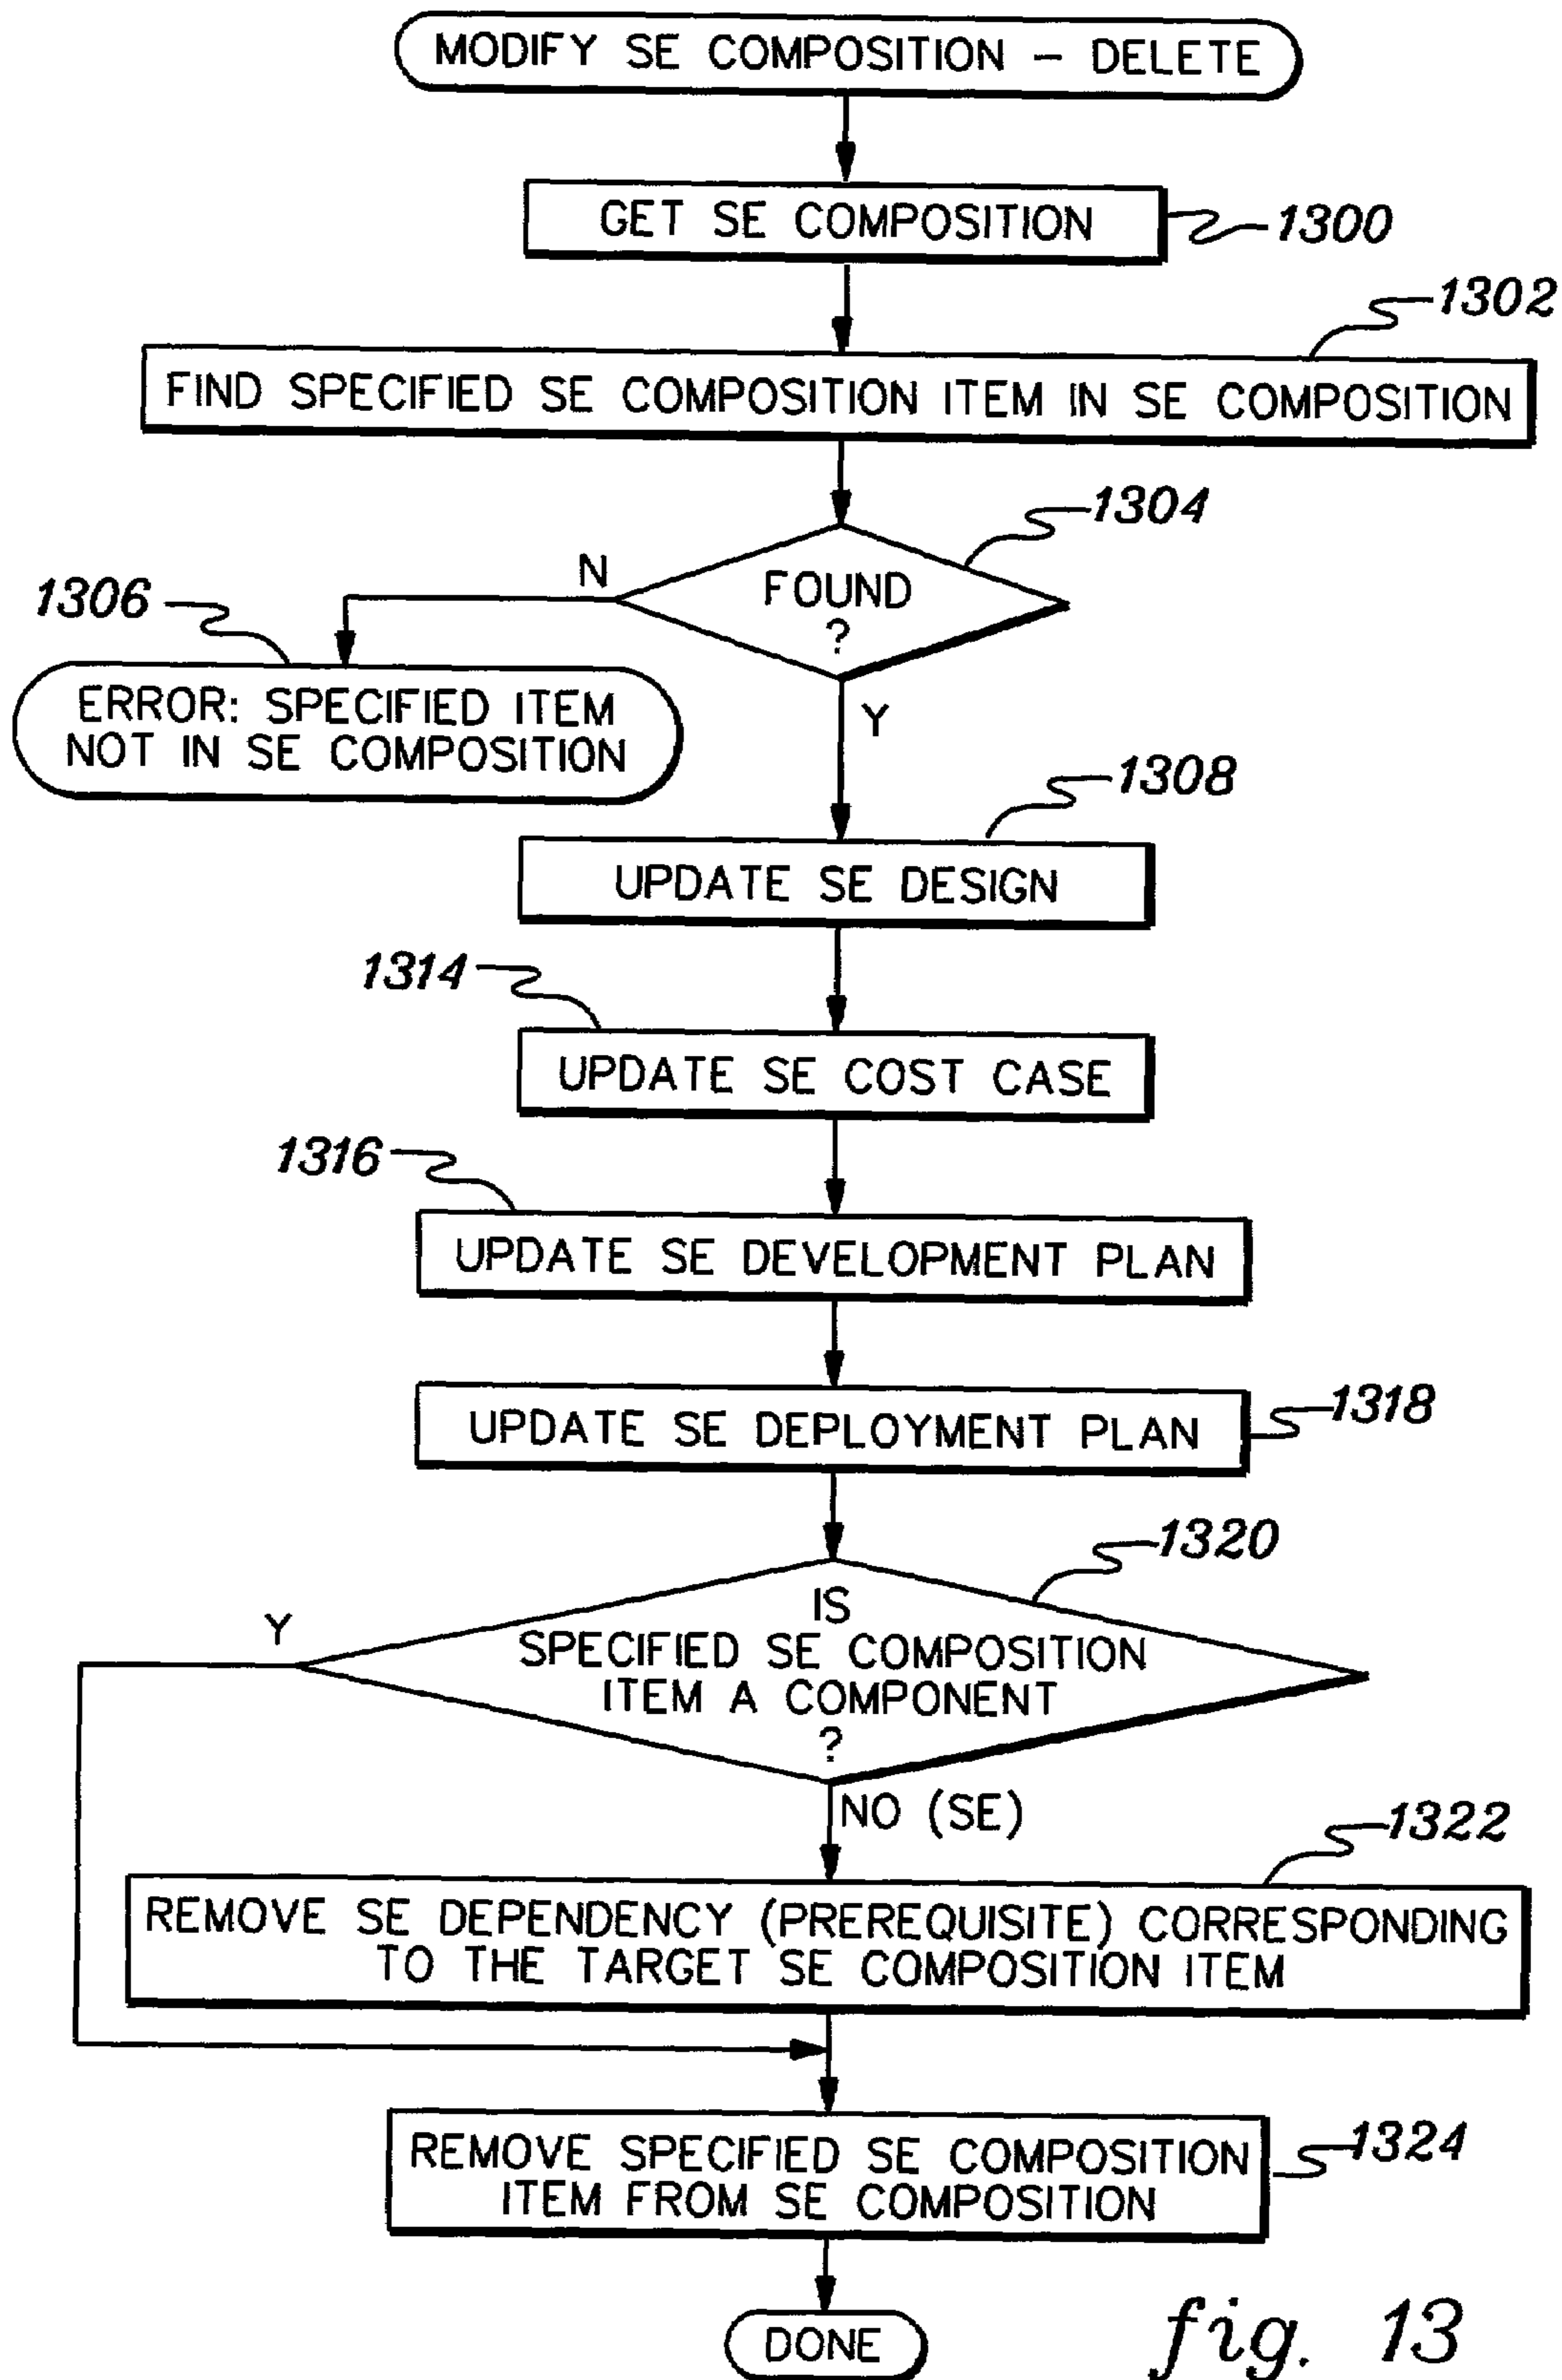 MODIFY SE COMPOSITION - DELETE
GET SE COMPOSITION
1300
1302
FIND SPECIFIED SE COMPOSITION ITEM IN SE COMPOSITION
1304
N
FOUND
?
1306
ERROR: SPECIFIED ITEM
NOT IN SE COMPOSITION
Y
1308
UPDATE SE DESIGN
1314
UPDATE SE COST CASE
1316
UPDATE SE DEVELOPMENT PLAN
UPDATE SE DEPLOYMENT PLAN
1318
1320
Y
IS
SPECIFIED SE COMPOSITION
ITEM A COMPONENT
?
NO (SE)
1322
REMOVE SE DEPENDENCY (PREREQUISITE) CORRESPONDING
TO THE TARGET SE COMPOSITION ITEM
REMOVE SPECIFIED SE COMPOSITION
ITEM FROM SE COMPOSITION
1324
DONE
fig. 13